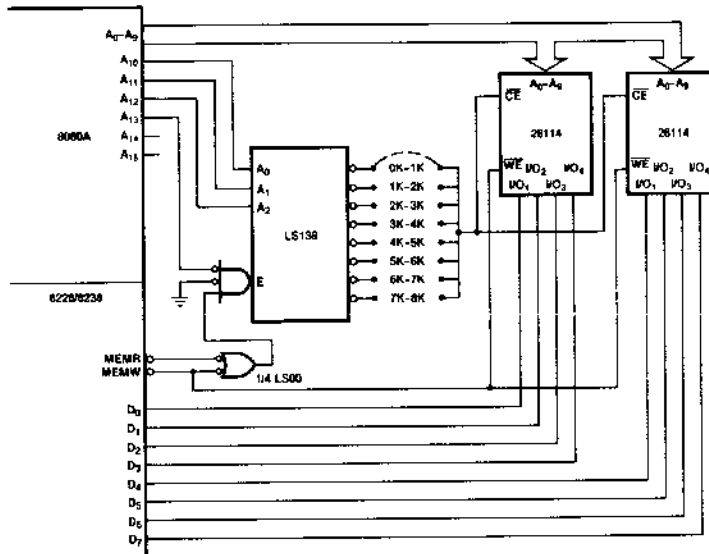 A0–A9
A10
A11
A12
A13
A14
A15
8080A
8228/8238
MEMR
MEMW
D0
D1
D2
D3
D4
D5
D6
D7
A0
A1
A2
E
LS138
1/4 LS00
0K–1K
1K–2K
2K–3K
3K–4K
4K–5K
5K–6K
6K–7K
7K–8K
A0–A9
CE
28114
WE
I/O2 I/O4
I/O1 I/O3
A0–A9
CE
28114
WE
I/O2 I/O4
I/O1 I/O3